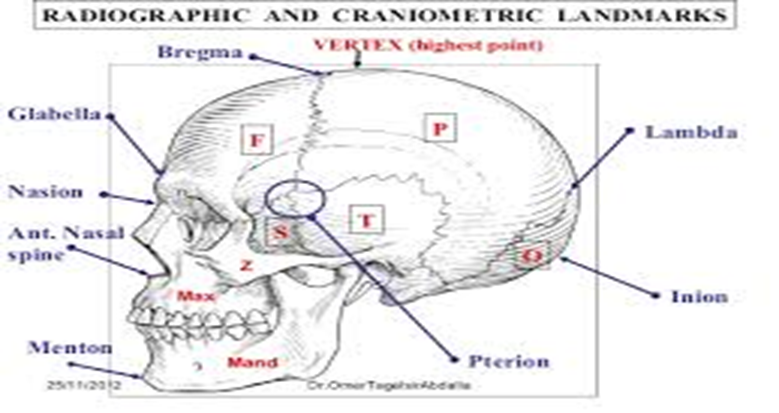 RADIOGRAPHIC AND CRANIOMETRIC LANDMARKS
Bregma
VERTEX (highest point)
Glabella
F
P
Lambda
Nasion
Ant. Nasal
spine
S
T
Z
O
Max
Inion
Menton
Mand
Pterion
25/11/2012
Dr.OmerTagelsirAbdalla